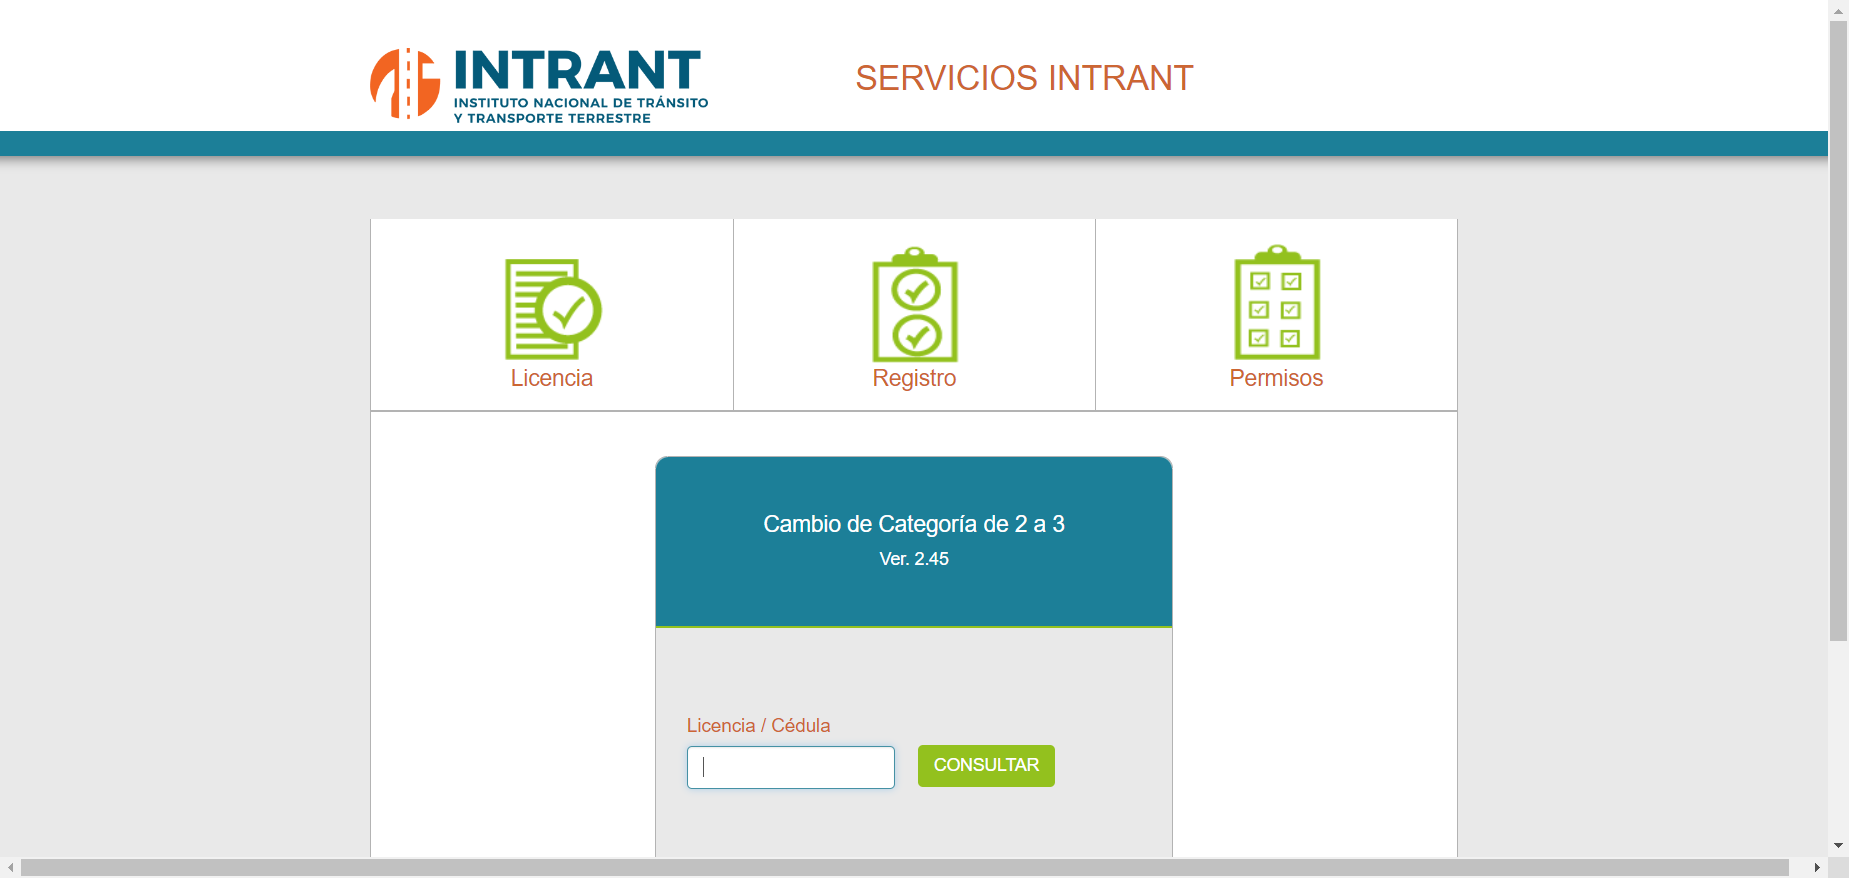 INTRANT
INSTITUTO NACIONAL DE TRÁNSITO
Y TRANSPORTE TERRESTRE
SERVICIOS INTRANT
Licencia
Registro
Permisos
Cambio de Categoría de 2 a 3
Ver. 2.45
Licencia / Cédula
CONSULTAR